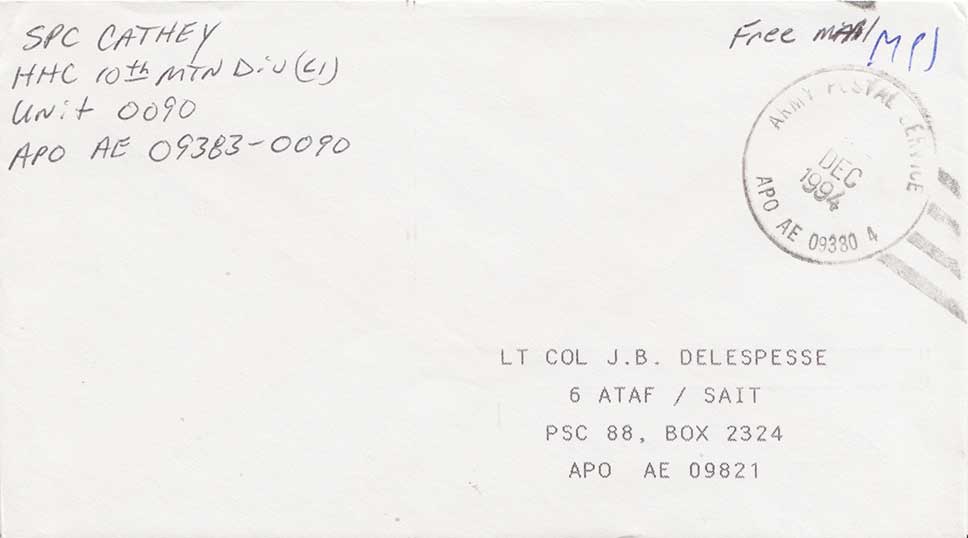 SPC CATHEY
HHC 10th MTN Div (LI)
Unit 0090
APO AE 09383-0090
Free mail MPS
ARMY POSTAL SERVICE
DEC
1994
APO AE 09380 4
LT COL J.B. DELESPESSE
6 ATAF / SAIT
PSC 88, BOX 2324
APO AE 09821